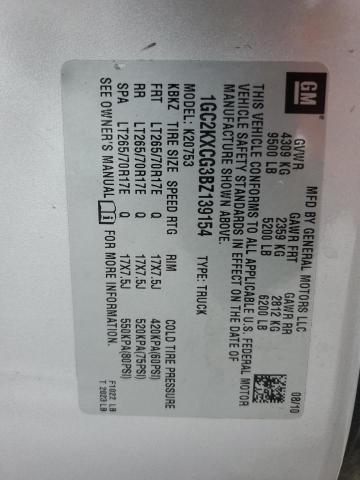 GM
MFD BY GENERAL MOTORS LLC
08/10
GVWR GAWR FRT GAWR RR
4309 KG 2359 KG 2812 KG
9500 LB 5200 LB 6200 LB
THIS VEHICLE CONFORMS TO ALL APPLICABLE U.S. FEDERAL MOTOR
VEHICLE SAFETY STANDARDS IN EFFECT ON THE DATE OF
MANUFACTURE SHOWN ABOVE.
1GC2KXCG3BZ139154 TYPE: TRUCK
MODEL: K20753
KBKZ TIRE SIZE SPEED RTG RIM COLD TIRE PRESSURE
FRT LT265/70R17E Q 17X7.5J 420KPA(60PSI)
RR LT265/70R17E Q 17X7.5J 520KPA(75PSI)
SPA LT265/70R17E Q 17X7.5J 550KPA(80PSI)
SEE OWNER'S MANUAL FOR MORE INFORMATION.
F1022 LB
T 2023 LB